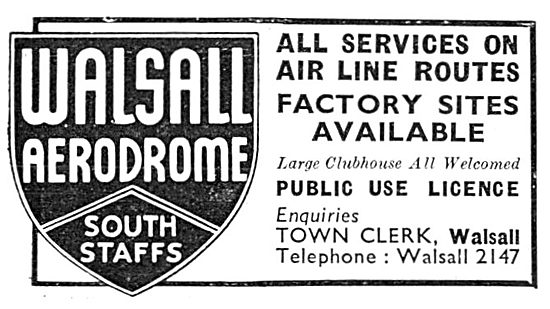 WALSALL
AERODROME
SOUTH
STAFFS
ALL SERVICES ON
AIR LINE ROUTES
FACTORY SITES
AVAILABLE
Large Clubhouse All Welcomed
PUBLIC USE LICENCE
Enquiries
TOWN CLERK, Walsall
Telephone : Walsall 2147